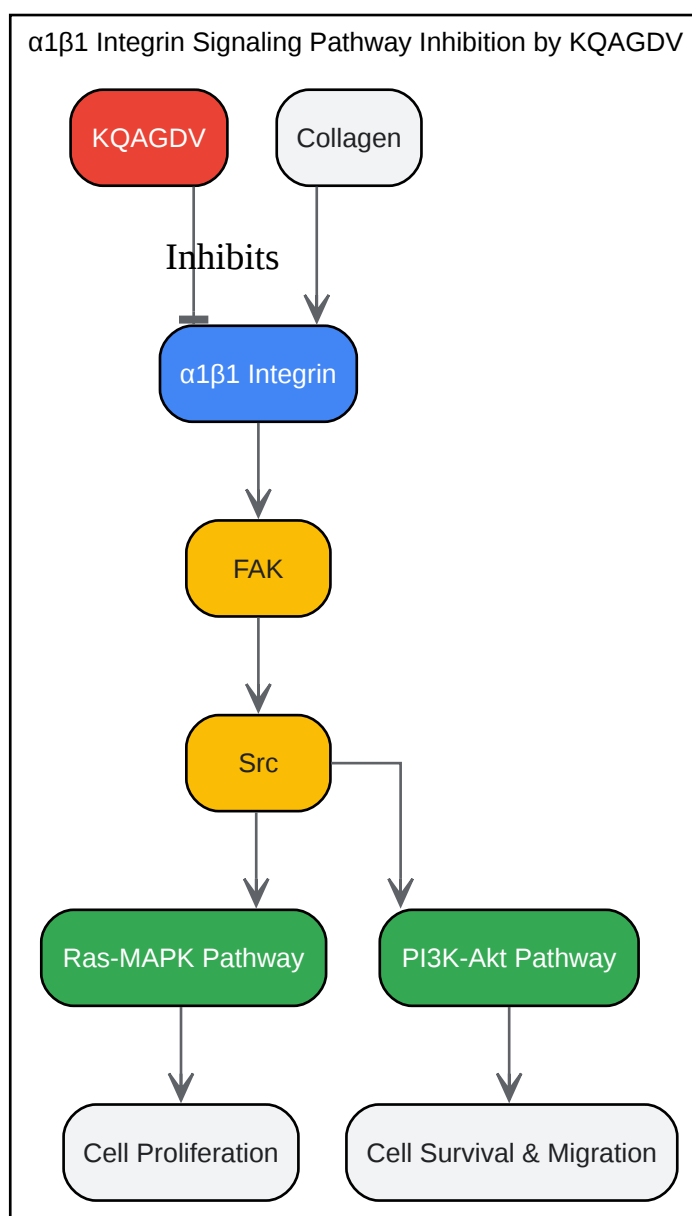 α1β1 Integrin Signaling Pathway Inhibition by KQAGDV
KQAGDV
Collagen
Inhibits
α1β1 Integrin
FAK
Src
Ras-MAPK Pathway
PI3K-Akt Pathway
Cell Proliferation
Cell Survival & Migration